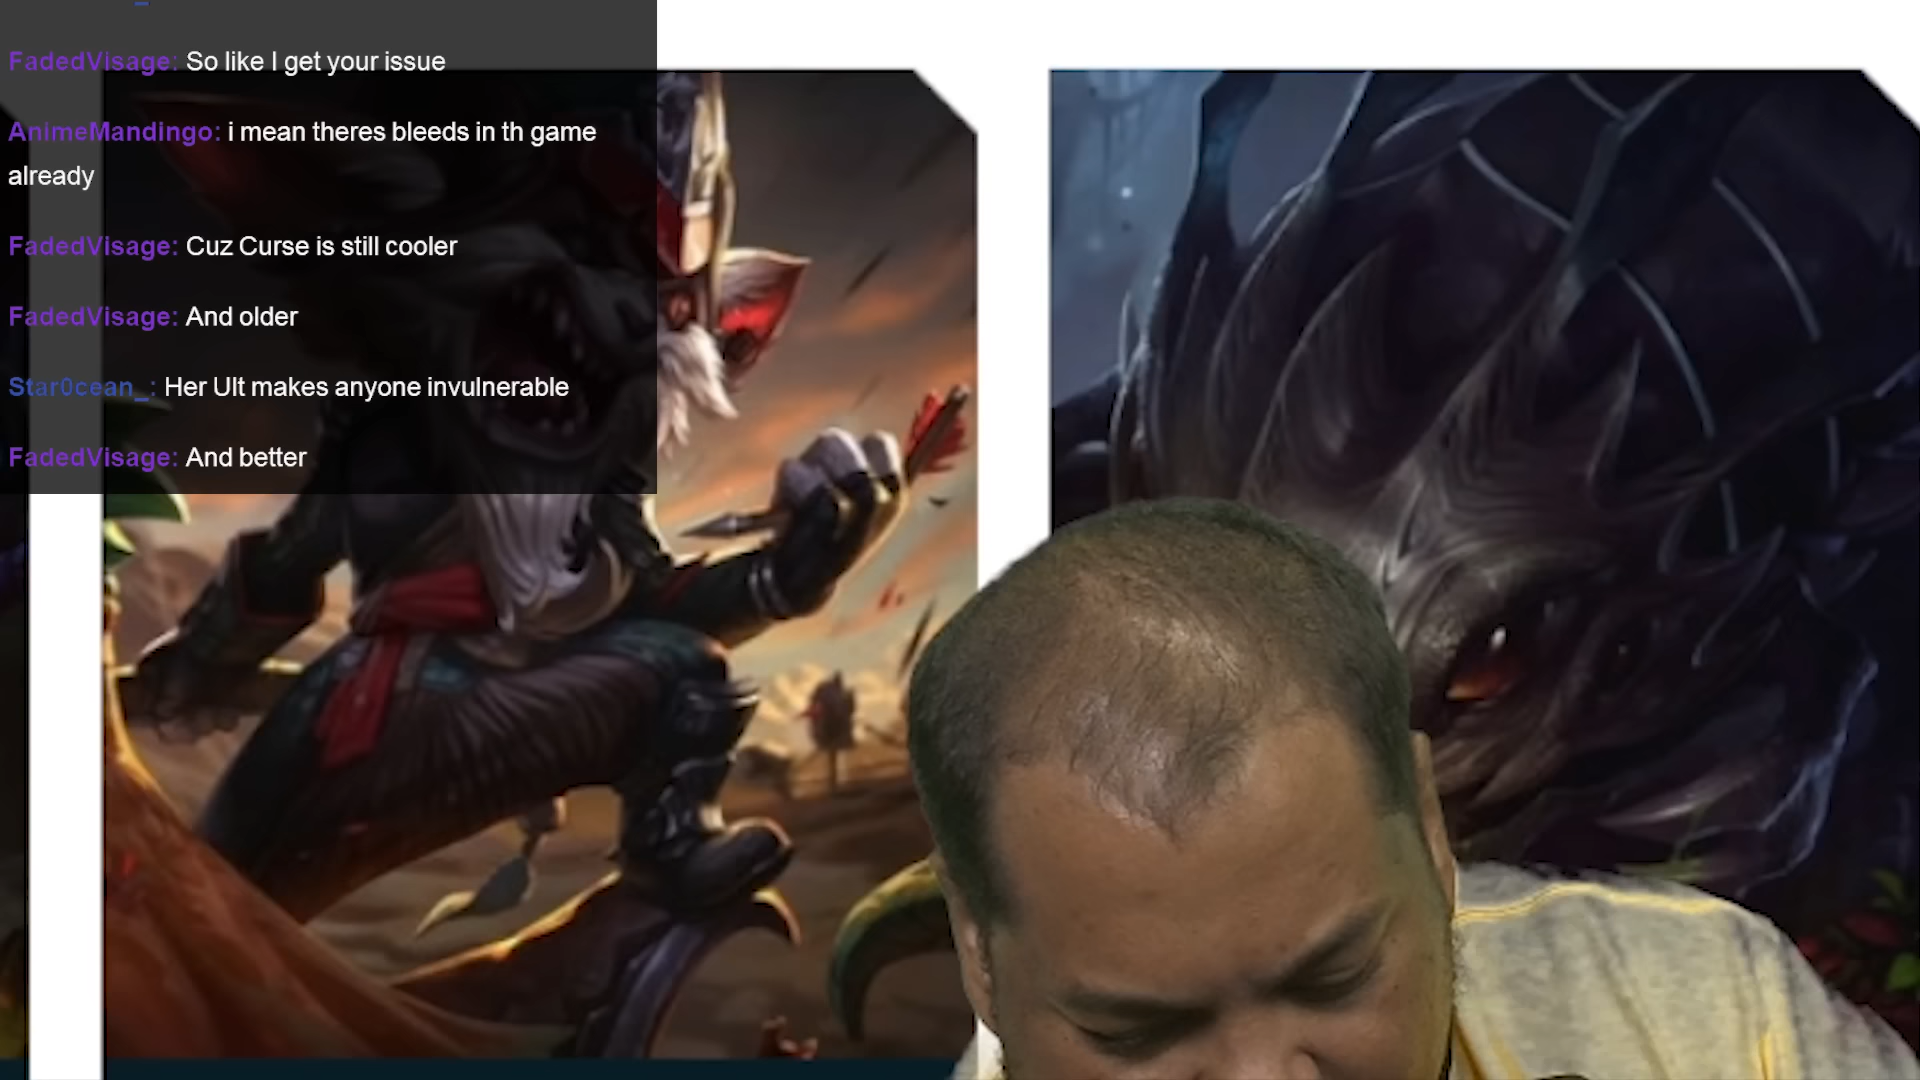 FadedVisage: So like I get your issue
AnimeMandingo: i mean theres bleeds in th game
already
FadedVisage: Cuz Curse is still cooler
FadedVisage: And older
Star0cean_: Her Ult makes anyone invulnerable
FadedVisage: And better